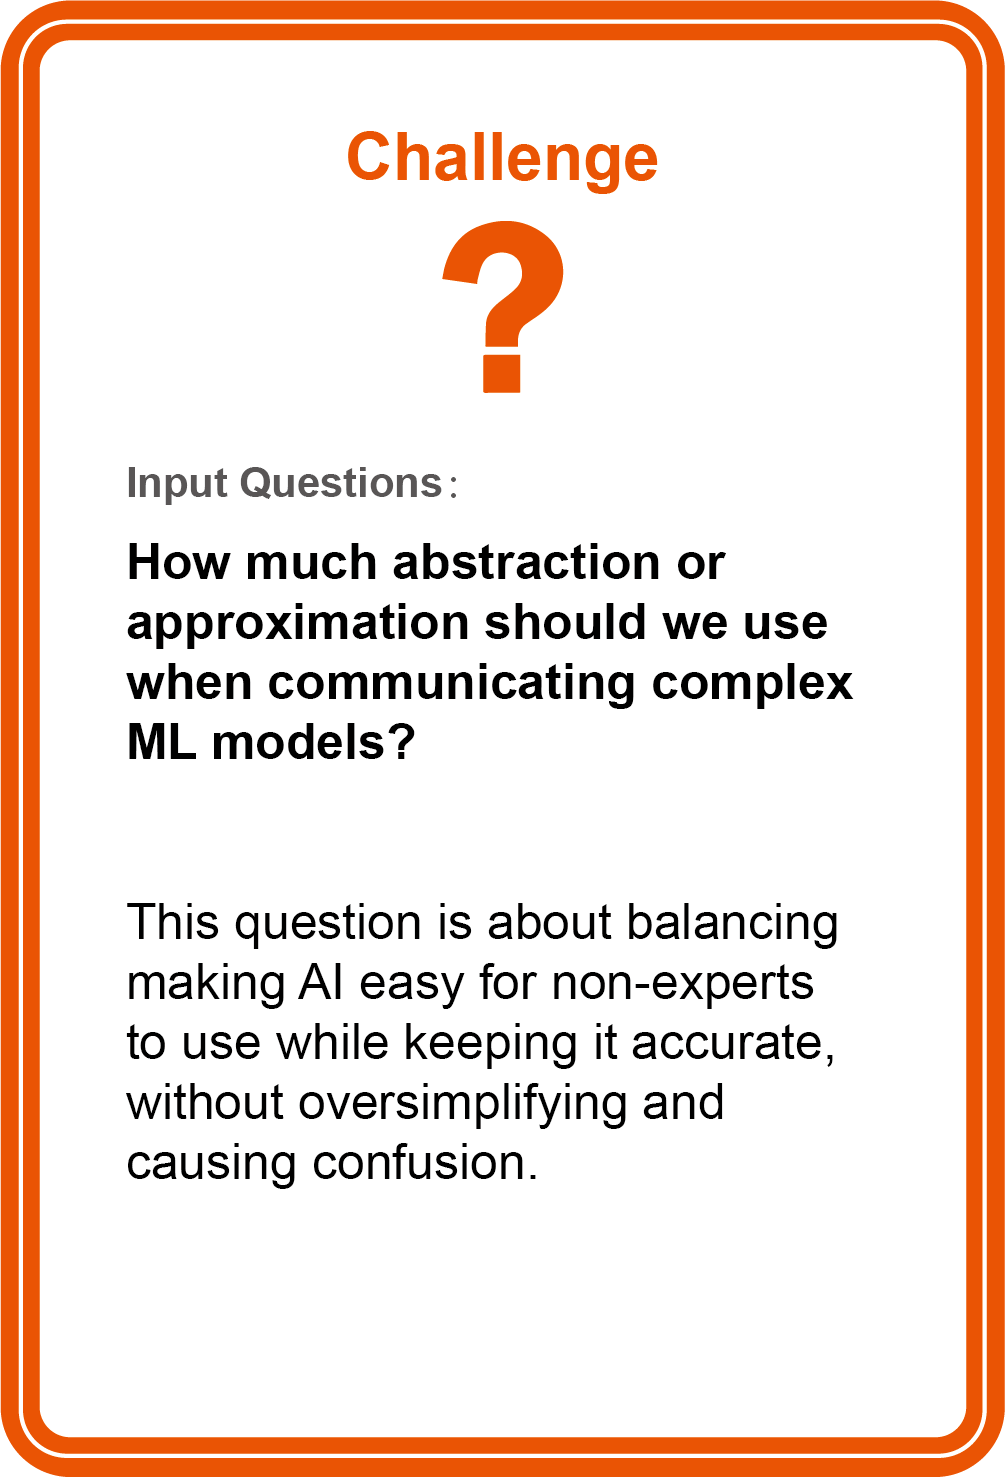 Challenge
?
Input Questions：
How much abstraction or
approximation should we use
when communicating complex
ML models?
This question is about balancing
making AI easy for non-experts
to use while keeping it accurate,
without oversimplifying and
causing confusion.